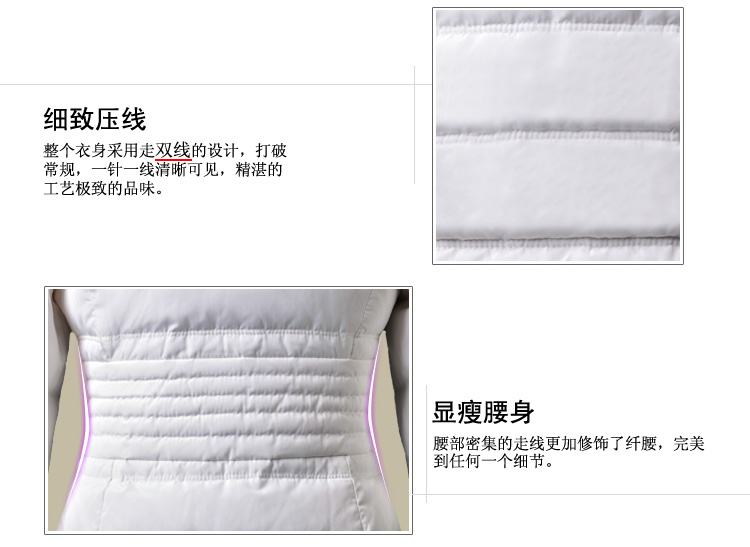 细致压线
整个衣身采用走双线的设计，打破
常规，一针一线清晰可见，精湛的
工艺极致的品味。
显瘦腰身
腰部密集的走线更加修饰了纤腰，完美
到任何一个细节。